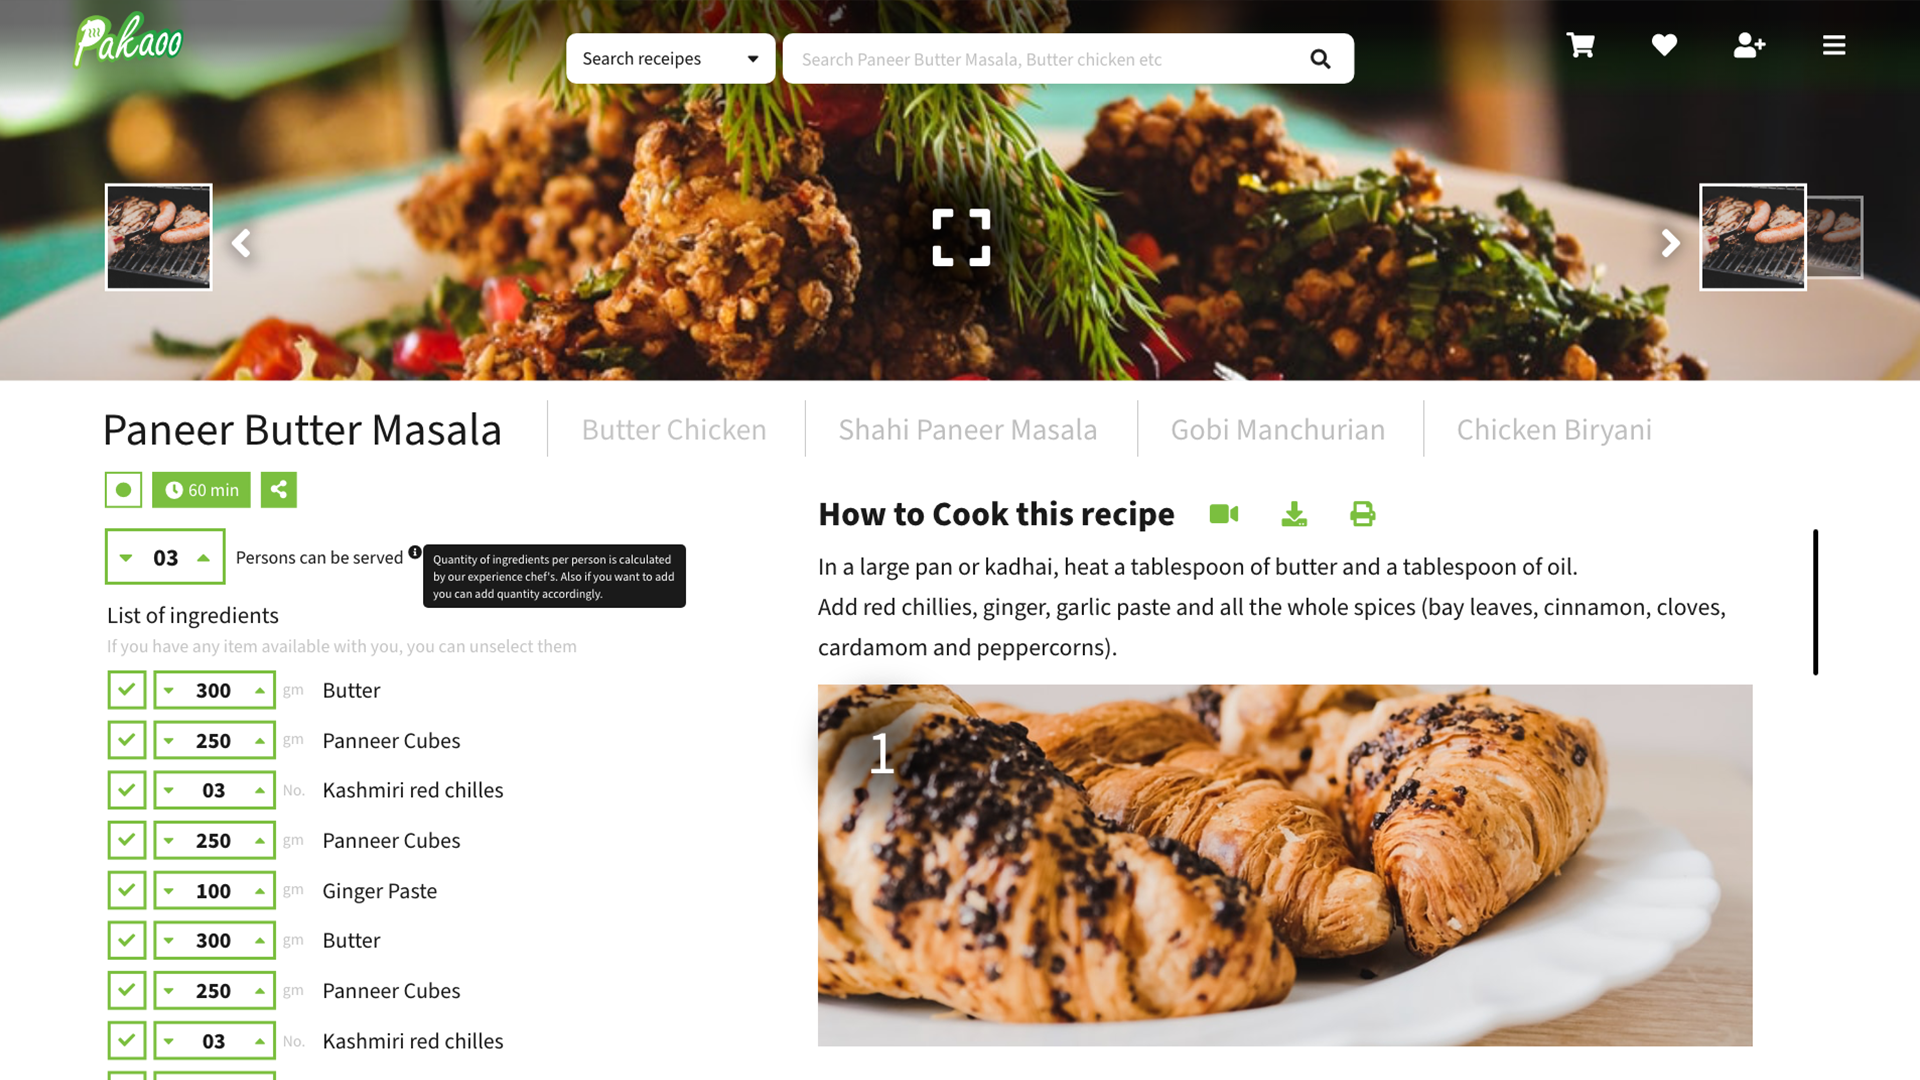 Pakaoo
Search receipes
Search Paneer Butter Masala, Butter chicken etc
Paneer Butter Masala
Butter Chicken
Shahi Paneer Masala
Gobi Manchurian
Chicken Biryani
60 min
03
Persons can be served
Quantity of ingredients per person is calculated
by our experience chef's. Also if you want to add
you can add quantity accordingly.
List of ingredients
If you have any item available with you, you can unselect them
300 gm Butter
250 gm Panneer Cubes
03 No. Kashmiri red chilles
250 gm Panneer Cubes
100 gm Ginger Paste
300 gm Butter
250 gm Panneer Cubes
03 No. Kashmiri red chilles
How to Cook this recipe
In a large pan or kadhai, heat a tablespoon of butter and a tablespoon of oil.
Add red chillies, ginger, garlic paste and all the whole spices (bay leaves, cinnamon, cloves,
cardamom and peppercorns).
1